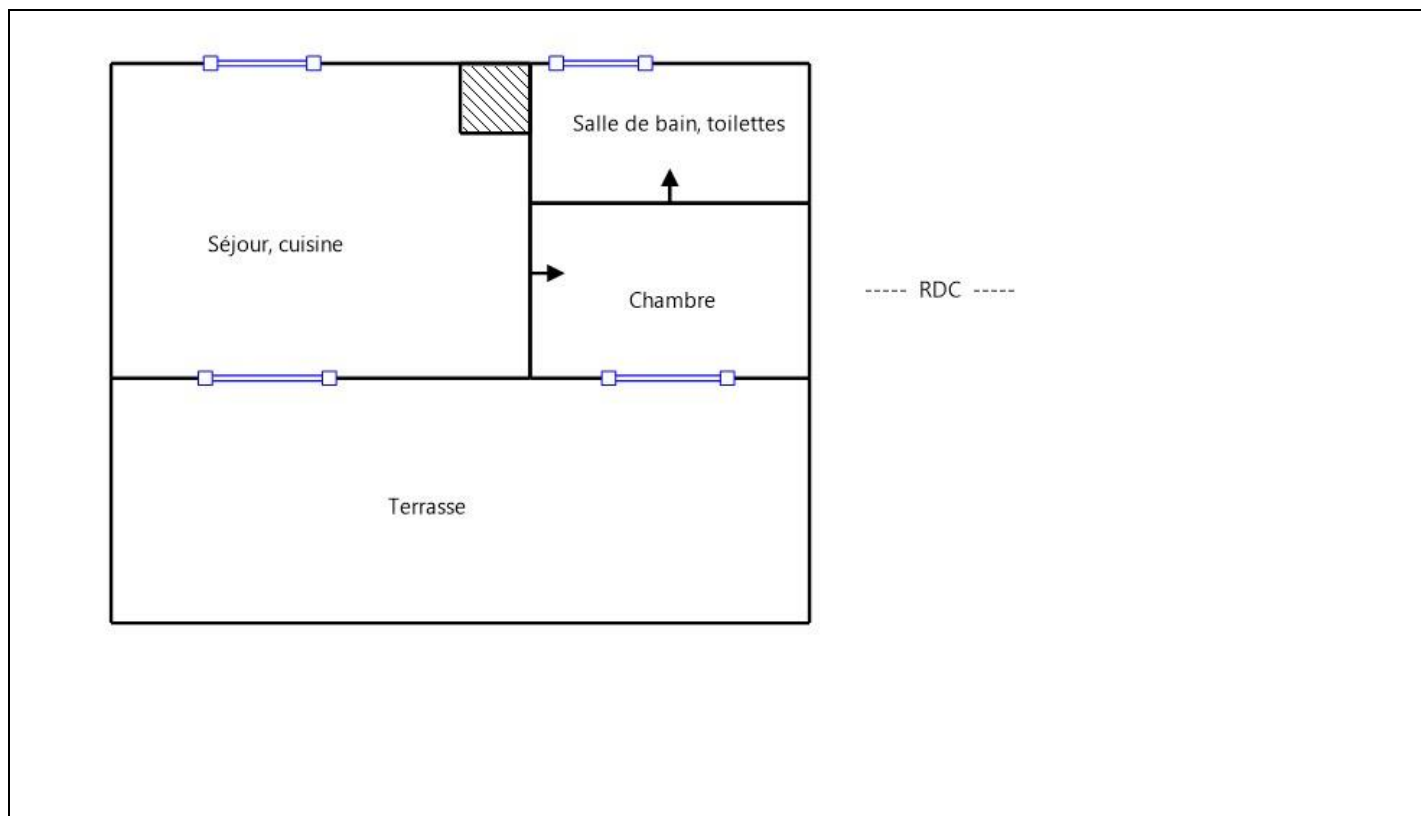 Salle de bain, toilettes
Séjour, cuisine
Chambre
----- RDC -----
Terrasse